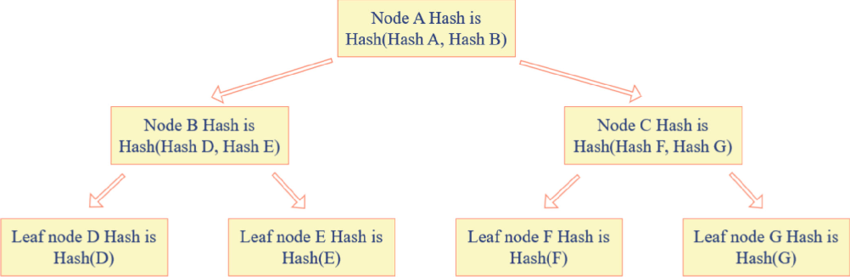 Node A Hash is
Hash(Hash A, Hash B)
Node B Hash is
Hash(Hash D, Hash E)
Node C Hash is
Hash(Hash F, Hash G)
Leaf node D Hash is
Hash(D)
Leaf node E Hash is
Hash(E)
Leaf node F Hash is
Hash(F)
Leaf node G Hash is
Hash(G)